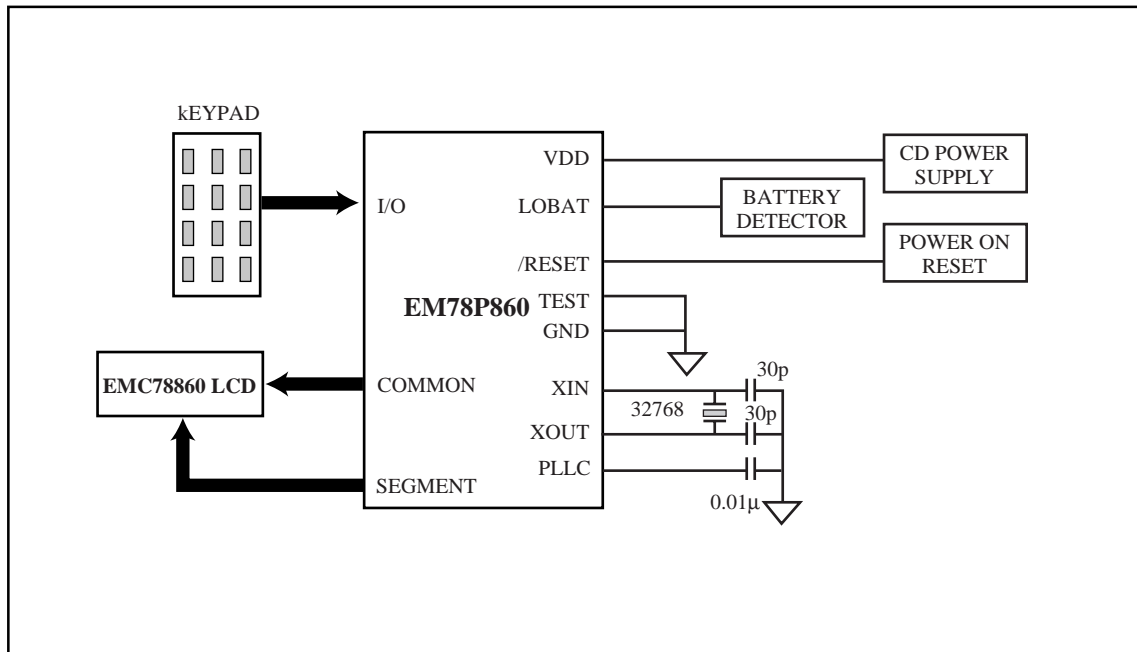 kEYPAD
VDD
CD POWER
SUPPLY
I/O
LOBAT
BATTERY
DETECTOR
/RESET
POWER ON
RESET
TEST
EM78P860
GND
EMC78860 LCD
COMMON
XIN
30p
32768
30p
XOUT
PLLC
SEGMENT
0.01µ